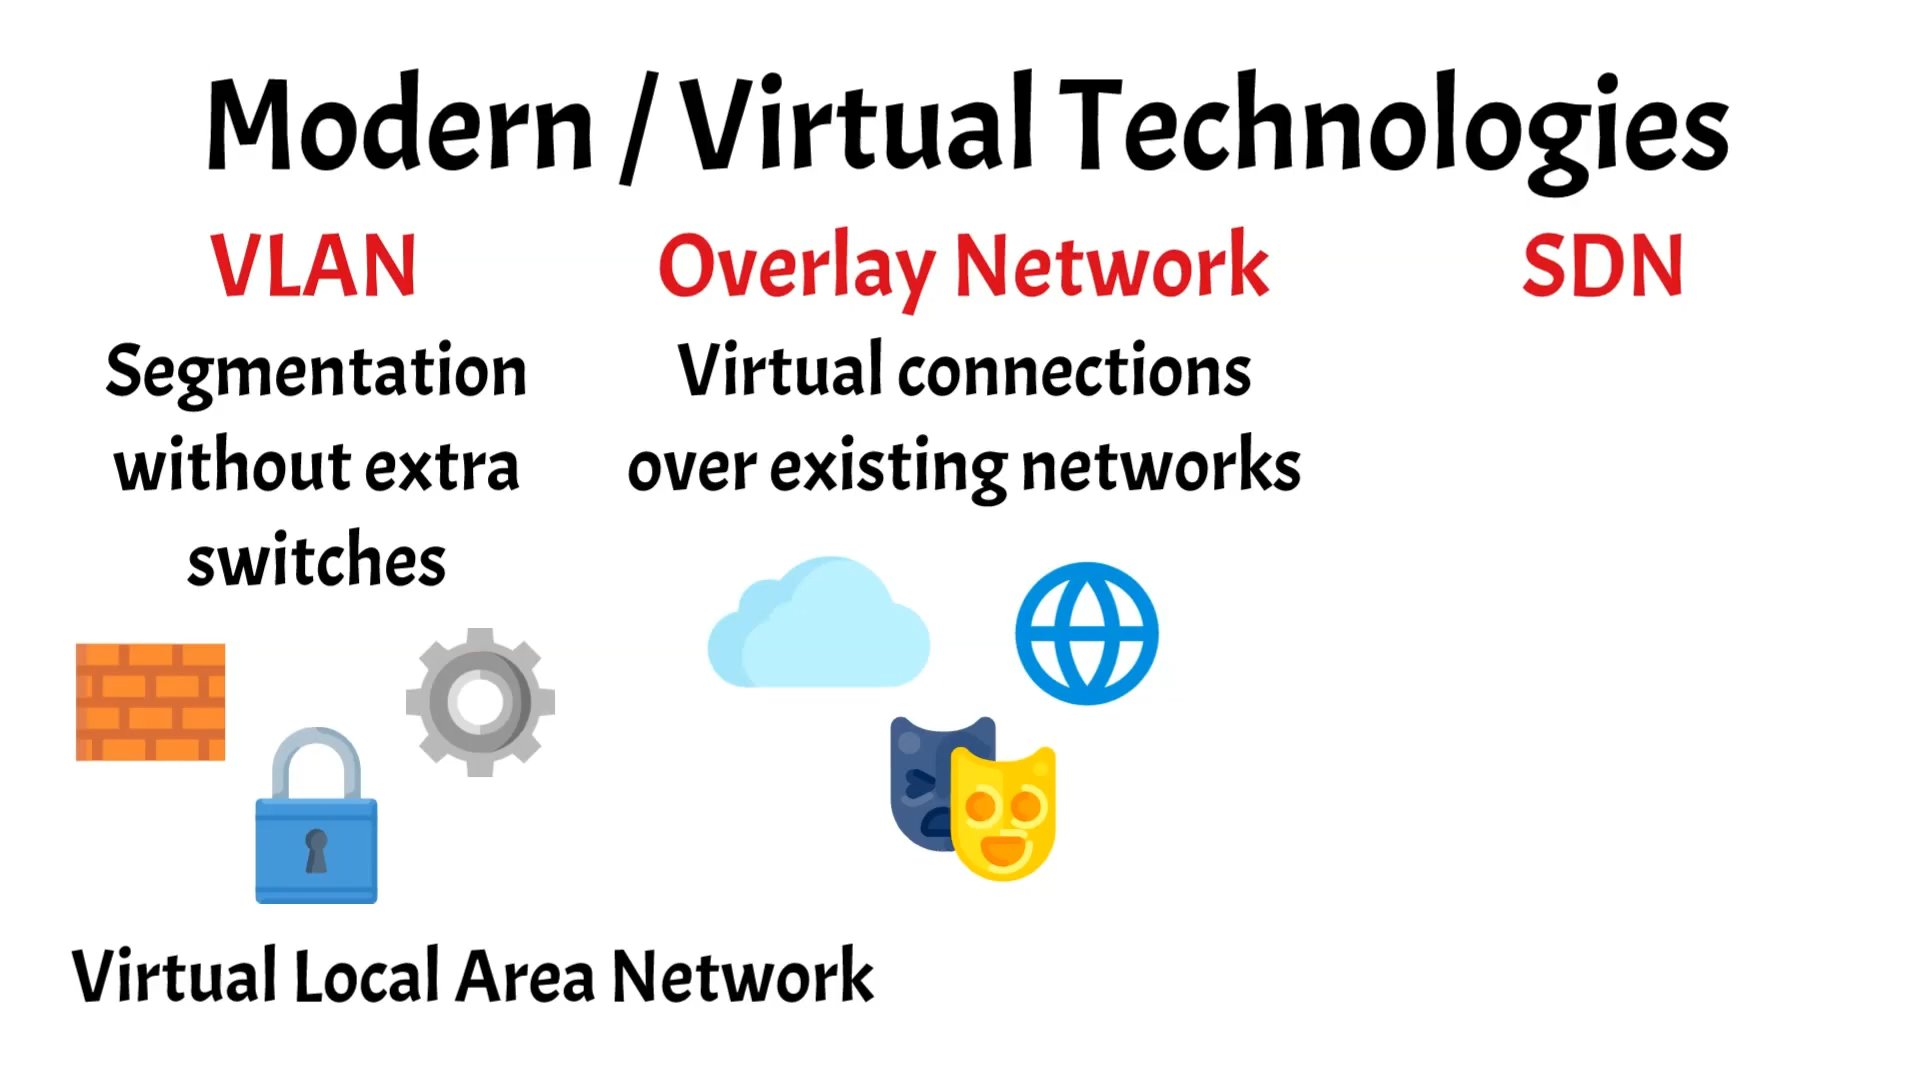 Modern / Virtual Technologies
VLAN
Segmentation
without extra
switches
Overlay Network
Virtual connections
over existing networks
SDN
Virtual Local Area Network